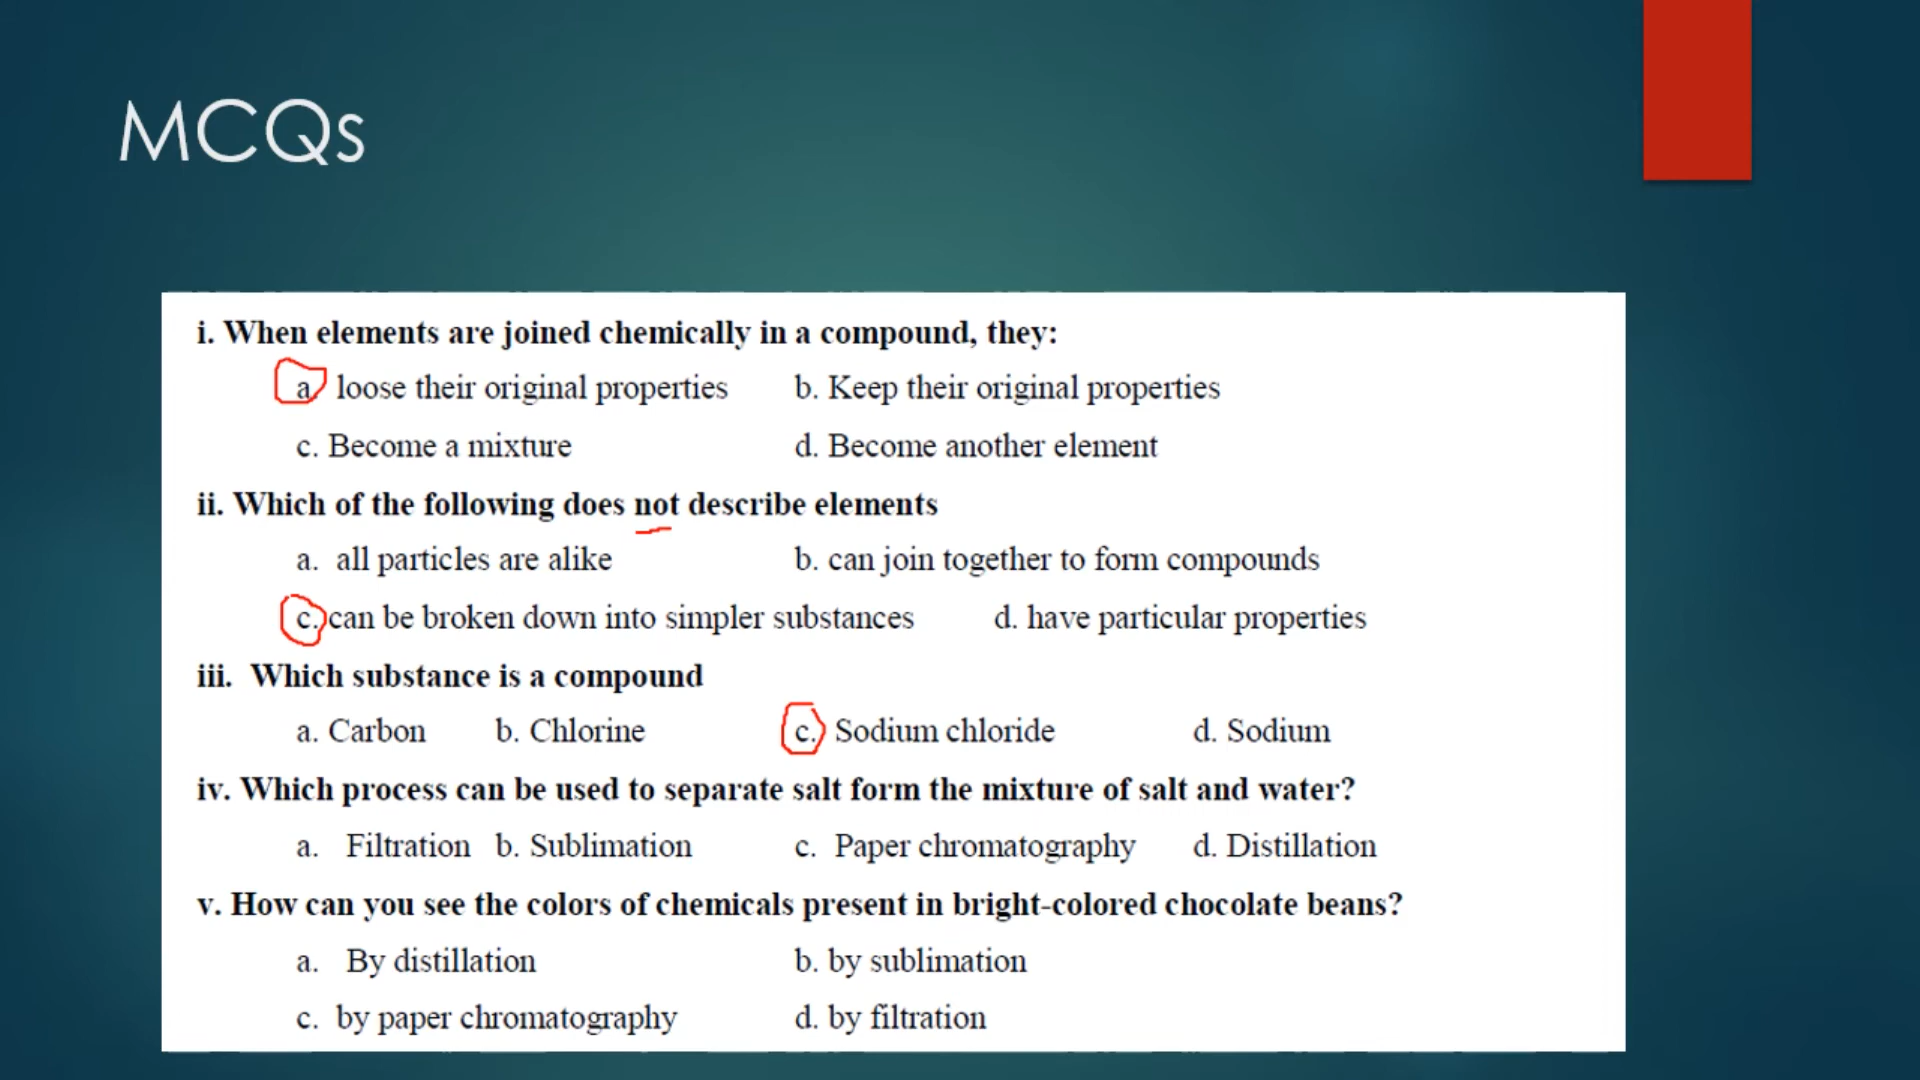 MCQs
i. When elements are joined chemically in a compound, they:
a. loose their original properties b. Keep their original properties
c. Become a mixture d. Become another element
ii. Which of the following does not describe elements
a. all particles are alike b. can join together to form compounds
c. can be broken down into simpler substances d. have particular properties
iii. Which substance is a compound
a. Carbon b. Chlorine c. Sodium chloride d. Sodium
iv. Which process can be used to separate salt form the mixture of salt and water?
a. Filtration b. Sublimation c. Paper chromatography d. Distillation
v. How can you see the colors of chemicals present in bright-colored chocolate beans?
a. By distillation b. by sublimation
c. by paper chromatography d. by filtration